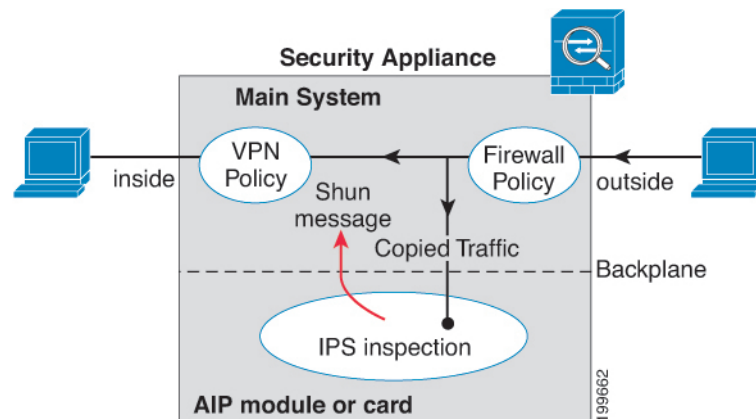 Security Appliance
Main System
VPN
Policy
Firewall
Policy
inside
outside
Shun
message
Copied Traffic
Backplane
IPS inspection
AIP module or card
199662